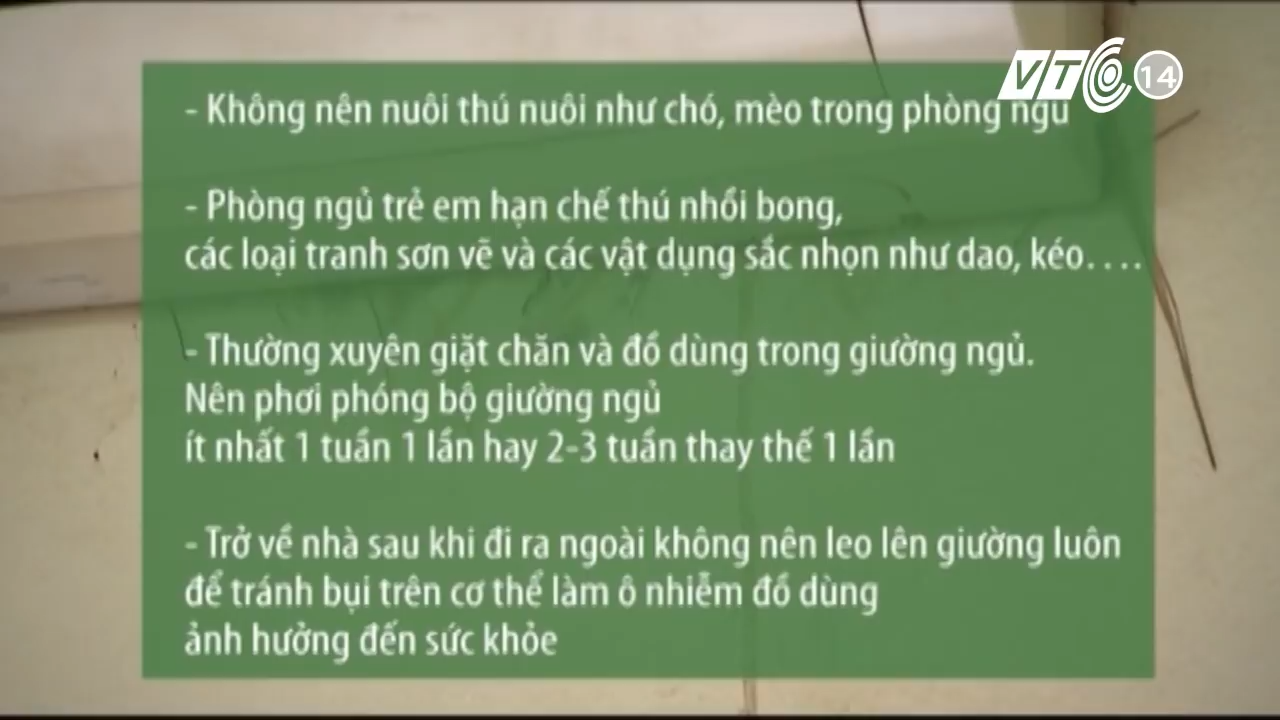 VTC 14
- Không nên nuôi thú nuôi như chó, mèo trong phòng ngủ
- Phòng ngủ trẻ em hạn chế thú nhồi bong,
các loại tranh sơn vẽ và các vật dụng sắc nhọn như dao, kéo....
- Thường xuyên giặt chăn và đồ dùng trong giường ngủ.
Nên phơi phóng bộ giường ngủ
ít nhất 1 tuần 1 lần hay 2-3 tuần thay thế 1 lần
- Trở về nhà sau khi đi ra ngoài không nên leo lên giường luôn
để tránh bụi trên cơ thể làm ô nhiễm đồ dùng
ảnh hưởng đến sức khỏe